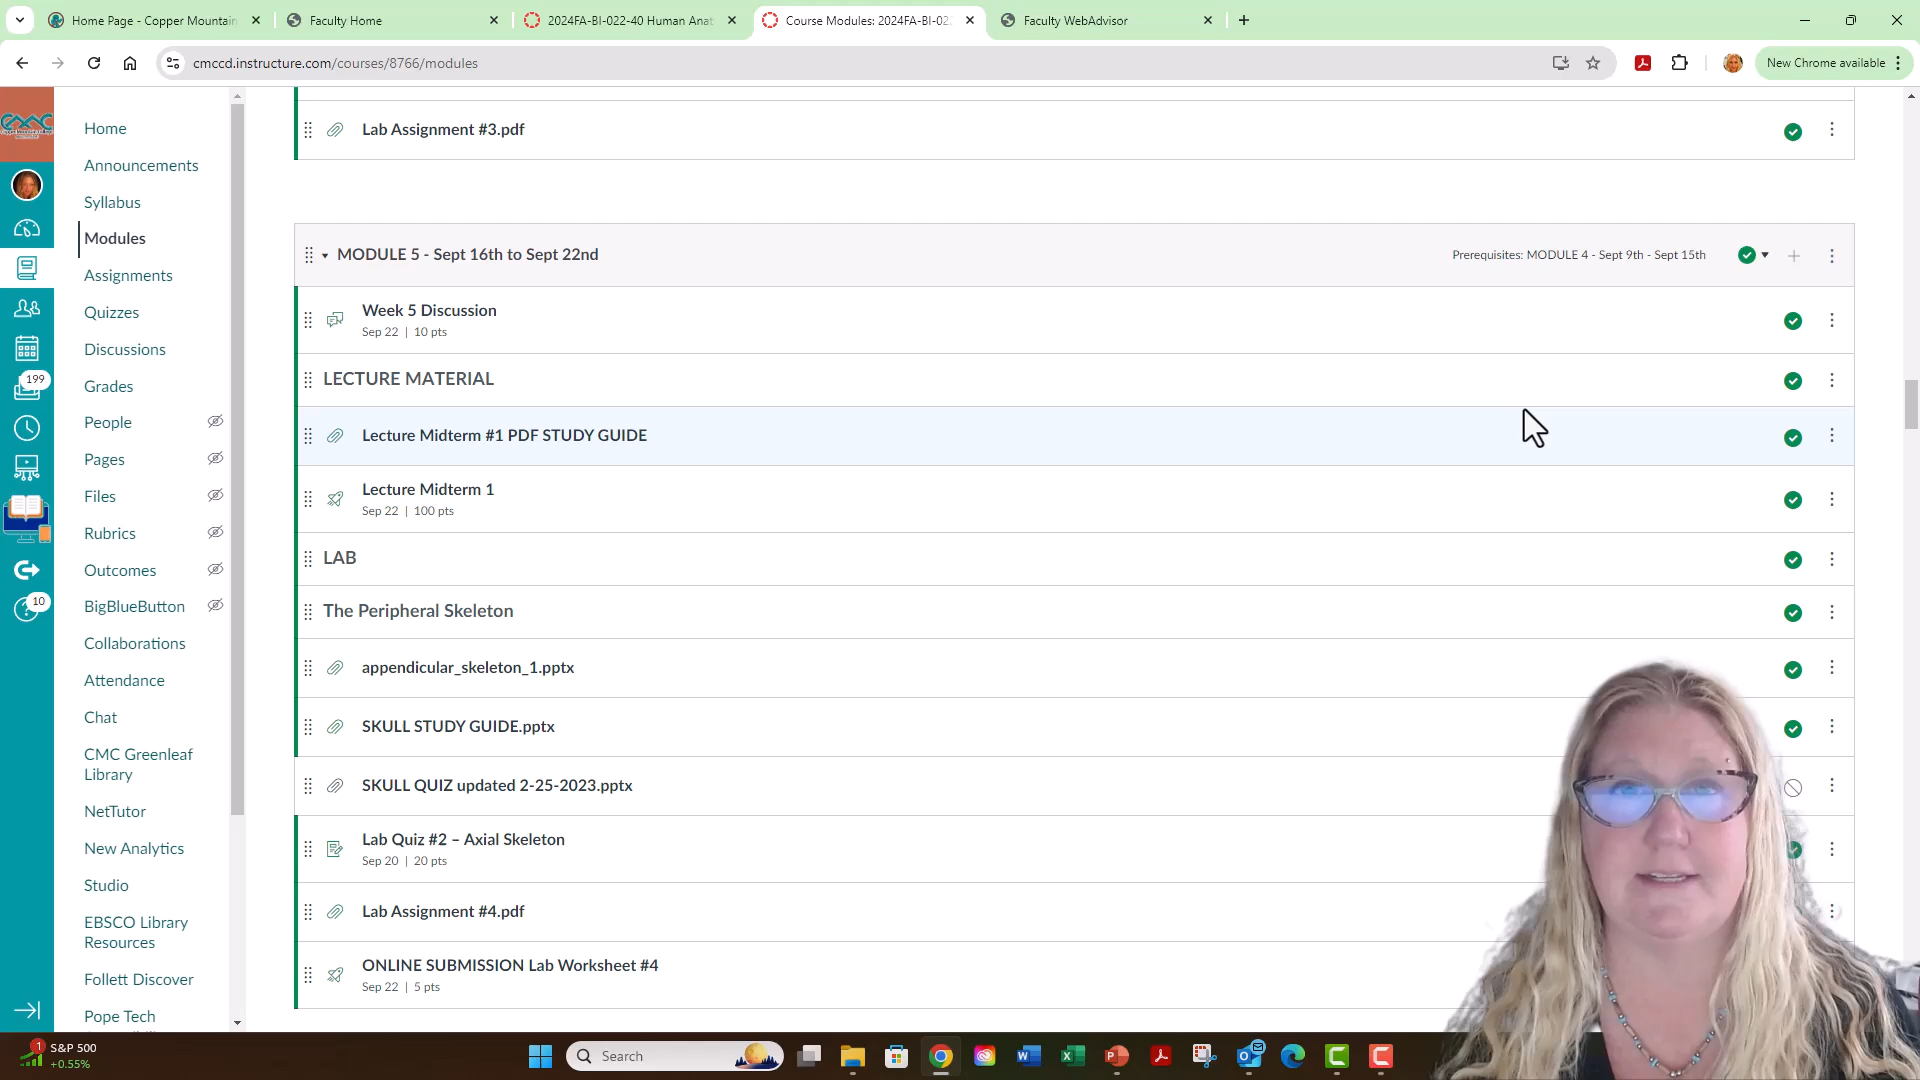 Home Page - Copper Mountain
Faculty Home
2024FA-BI-022-40 Human Anat
Course Modules: 2024FA-BI-022
Faculty WebAdvisor
cmccd.instructure.com/courses/8766/modules
New Chrome available
CMC
Home
Announcements
Syllabus
Modules
Assignments
Quizzes
Discussions
Grades
People
Pages
Files
Rubrics
Outcomes
BigBlueButton
Collaborations
Attendance
Chat
CMC Greenleaf
Library
NetTutor
New Analytics
Studio
EBSCO Library
Resources
Follett Discover
Pope Tech
199
10
Lab Assignment #3.pdf
MODULE 5 - Sept 16th to Sept 22nd
Prerequisites: MODULE 4 - Sept 9th - Sept 15th
Week 5 Discussion
Sep 22 | 10 pts
LECTURE MATERIAL
Lecture Midterm #1 PDF STUDY GUIDE
Lecture Midterm 1
Sep 22 | 100 pts
LAB
The Peripheral Skeleton
appendicular_skeleton_1.pptx
SKULL STUDY GUIDE.pptx
SKULL QUIZ updated 2-25-2023.pptx
Lab Quiz #2 – Axial Skeleton
Sep 20 | 20 pts
Lab Assignment #4.pdf
ONLINE SUBMISSION Lab Worksheet #4
Sep 22 | 5 pts
1
S&P 500
+0.55%
Search